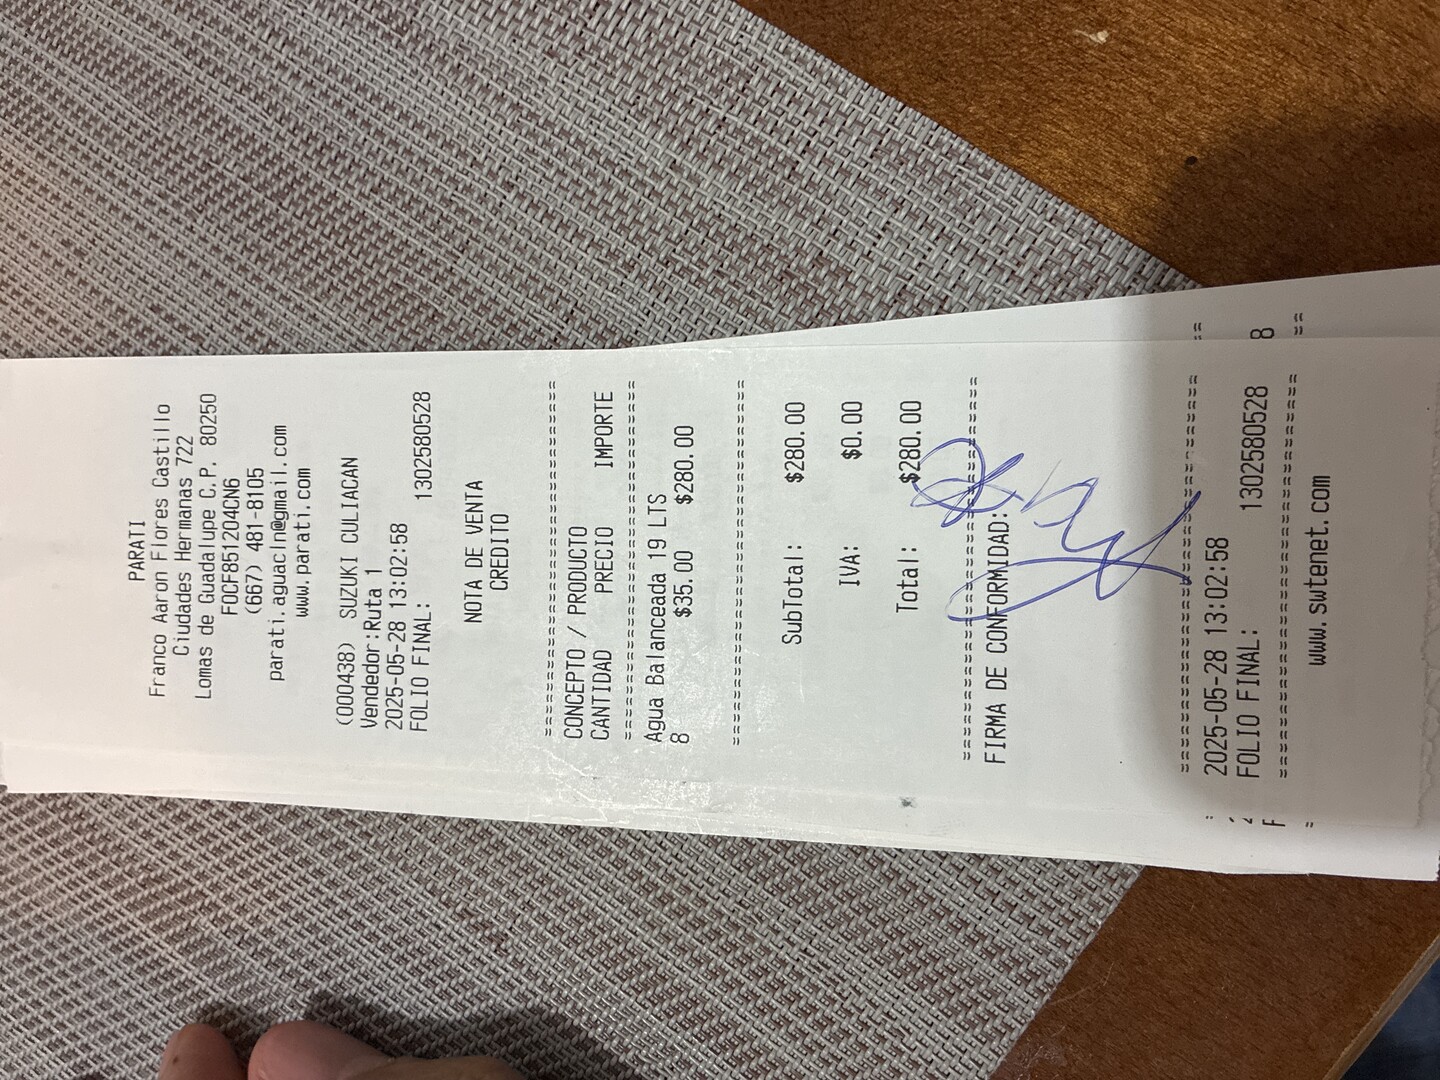 PARATI
Franco Aaron Flores Castillo
Ciudades Hermanas 722
Lomas de Guadalupe C.P. 80250
FOCF851204CN6
(667) 481-8105
parati.aguacln@gmail.com
www.parati.com
(000438) SUZUKI CULIACAN
Vendedor:Ruta 1
2025-05-28 13:02:58
FOLIO FINAL: 1302580528
NOTA DE VENTA
CREDITO
CONCEPTO / PRODUCTO
CANTIDAD PRECIO IMPORTE
Agua Balanceada 19 LTS
8 $35.00 $280.00
SubTotal: $280.00
IVA: $0.00
Total: $280.00
FIRMA DE CONFORMIDAD:
2025-05-28 13:02:58
FOLIO FINAL: 1302580528
www.swtenet.com